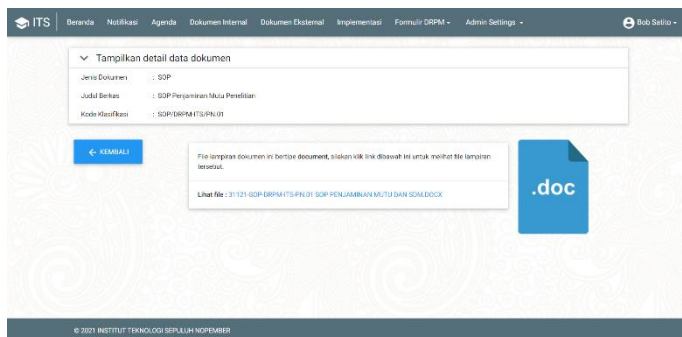 ITS Beranda Notifikasi Agenda Dokumen Internal Dokumen Eksternal Implementasi Formulir DRPM Admin Settings Bob Satito
Tampilkan detail data dokumen
Jenis Dokumen : SOP
Judul Berkas : SOP Penjaminan Mutu Penelitian
Kode Klasifikasi : SOP/DRPM-ITS/PN.01
← KEMBALI
File lampiran dokumen ini bertipe document, silakan klik link dibawah ini untuk melihat file lampiran
tersebut.
Lihat file : 31121-SOP-DRPM-ITS-PN.01 SOP PENJAMINAN MUTU DAN SDM.DOCX
.doc
© 2021 INSTITUT TEKNOLOGI SEPULUH NOPEMBER